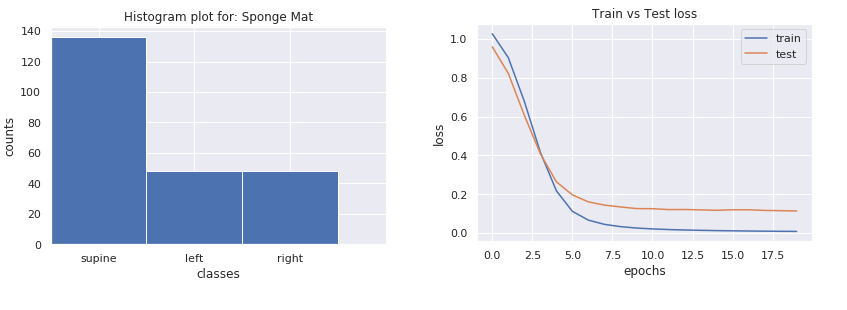 Histogram plot for: Sponge Mat
140
120
100
80
60
40
20
0
counts
supine left right
classes
Train vs Test loss
train
test
1.0
0.8
0.6
0.4
0.2
0.0
loss
0.0 2.5 5.0 7.5 10.0 12.5 15.0 17.5
epochs